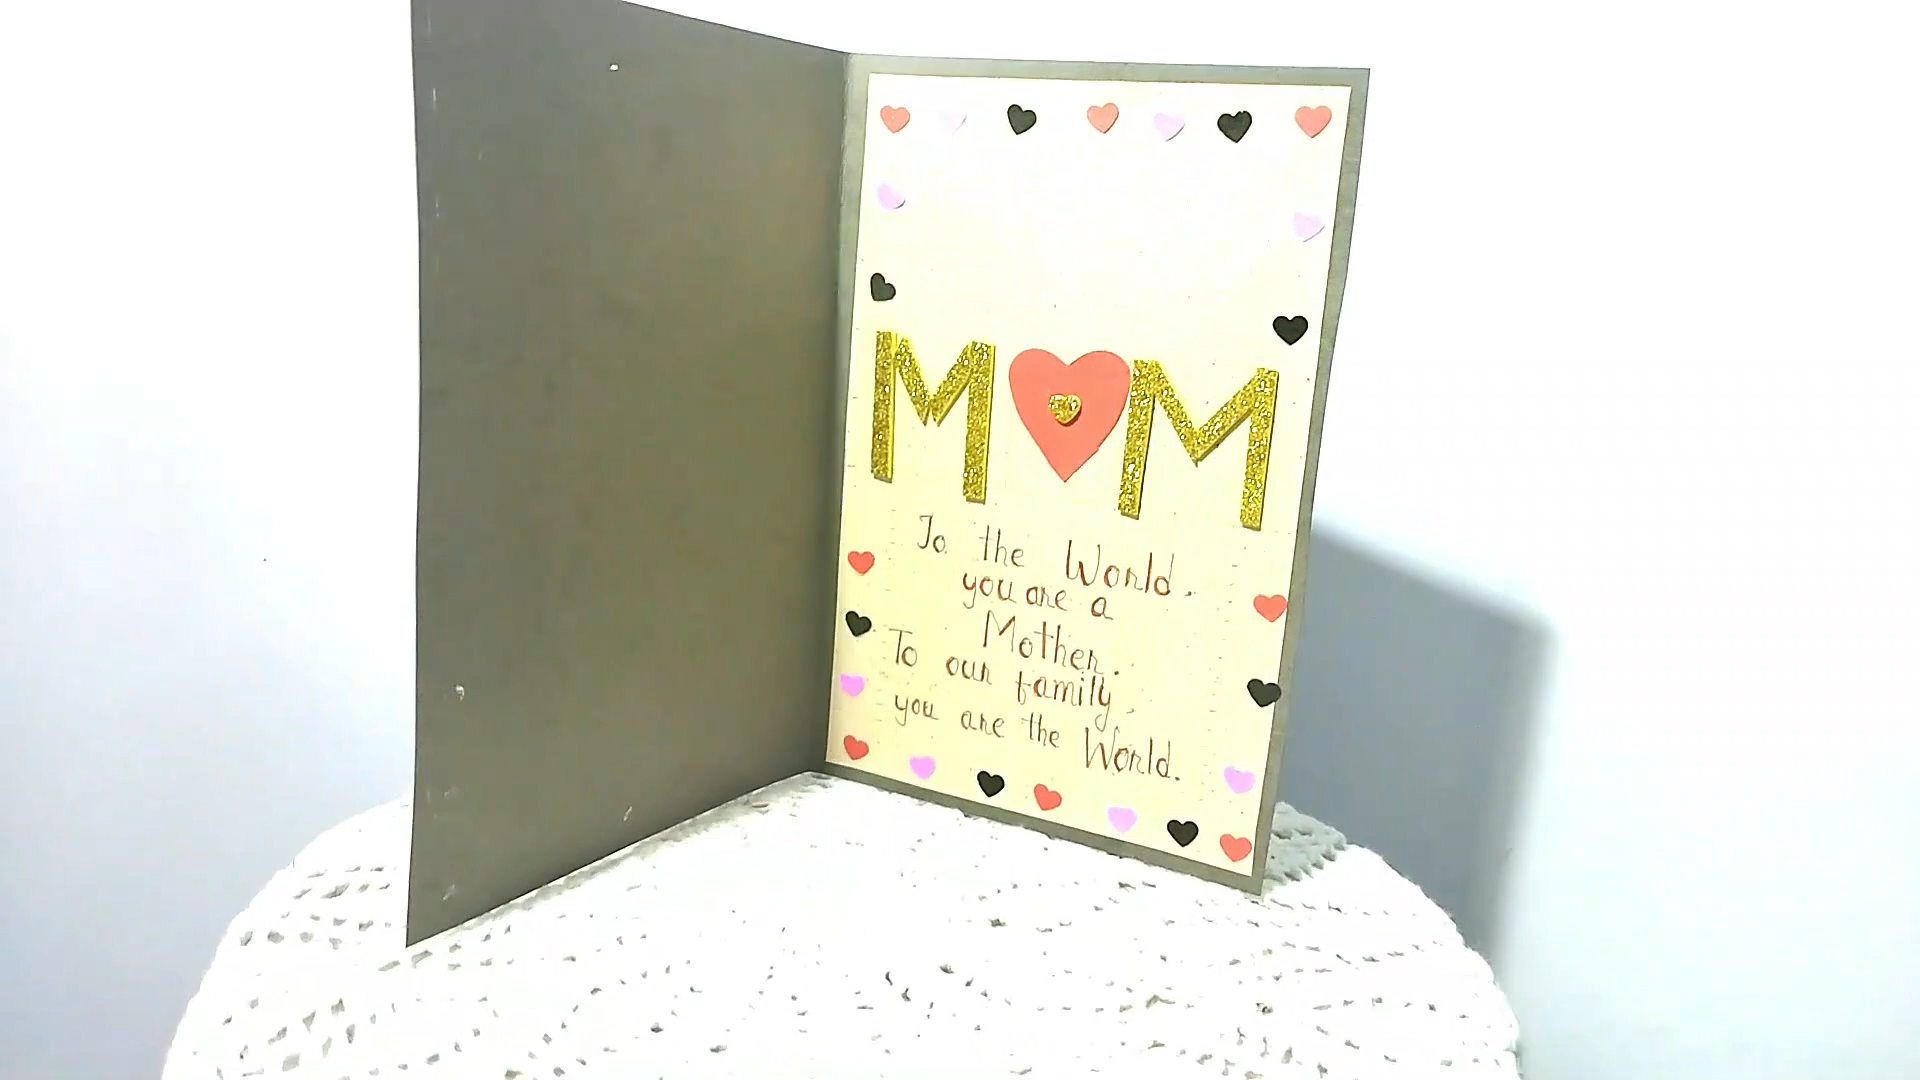 MOM
To the World,
you are a
Mother.
To our family,
you are the World.